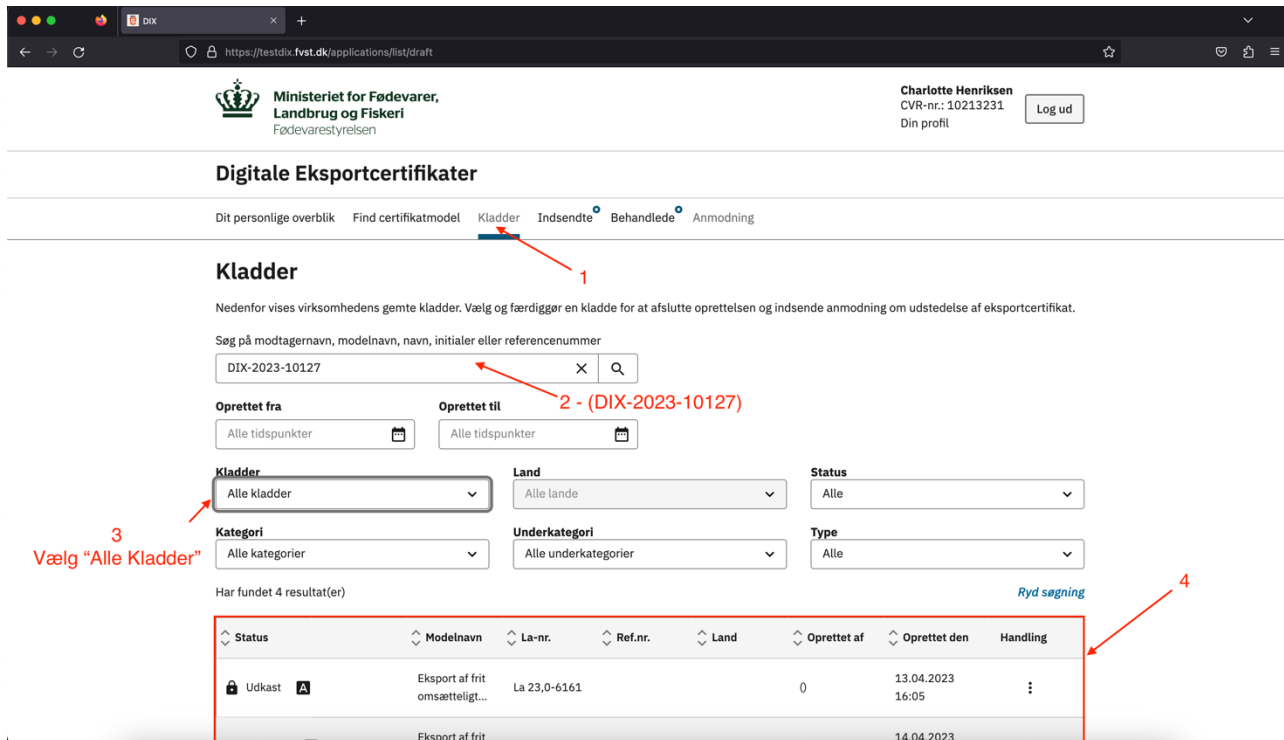 DIX
https://testdix.fvst.dk/applications/list/draft
Ministeriet for Fødevarer,
Landbrug og Fiskeri
Fødevarestyrelsen
Charlotte Henriksen
CVR-nr.: 10213231
Din profil
Log ud
Digitale Eksportcertifikater
Dit personlige overblik Find certifikatmodel Kladder Indsendte Behandlede Anmodning
1
Kladder
Nedenfor vises virksomhedens gemte kladder. Vælg og færdiggør en kladde for at afslutte oprettelsen og indsende anmodning om udstedelse af eksportcertifikat.
Søg på modtagernavn, modelnavn, navn, initialer eller referencenummer
DIX-2023-10127
2 - (DIX-2023-10127)
Oprettet fra Oprettet til
Alle tidspunkter Alle tidspunkter
Kladder Land Status
Alle kladder Alle lande Alle
3
Vælg “Alle Kladder”
Kategori Underkategori Type
Alle kategorier Alle underkategorier Alle
Har fundet 4 resultat(er) Ryd søgning
4
Status Modelnavn La-nr. Ref.nr. Land Oprettet af Oprettet den Handling
Udkast A Eksport af frit omsætteligt... La 23,0-6161 () 13.04.2023 16:05
Eksport af frit 14.04.2023